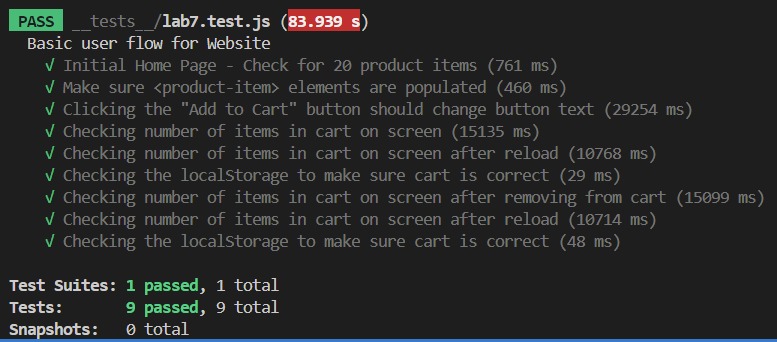 PASS __tests__/lab7.test.js (83.939 s)
Basic user flow for Website
√ Initial Home Page - Check for 20 product items (761 ms)
√ Make sure <product-item> elements are populated (460 ms)
√ Clicking the "Add to Cart" button should change button text (29254 ms)
√ Checking number of items in cart on screen (15135 ms)
√ Checking number of items in cart on screen after reload (10768 ms)
√ Checking the localStorage to make sure cart is correct (29 ms)
√ Checking number of items in cart on screen after removing from cart (15099 ms)
√ Checking number of items in cart on screen after reload (10714 ms)
√ Checking the localStorage to make sure cart is correct (48 ms)
Test Suites: 1 passed, 1 total
Tests: 9 passed, 9 total
Snapshots: 0 total